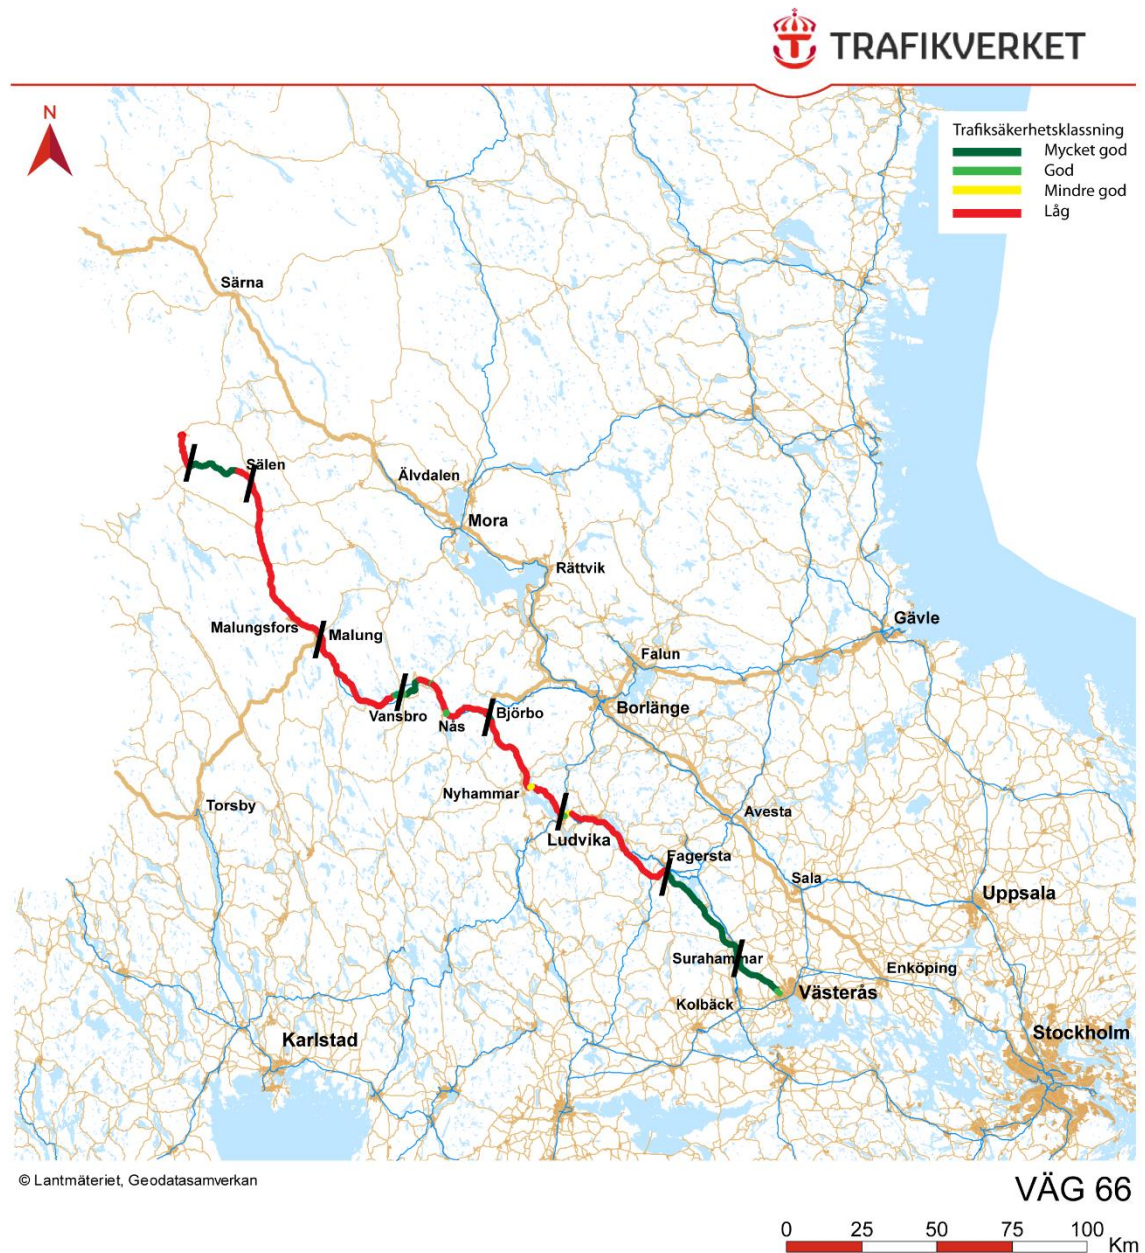 TRAFIKVERKET
N
Trafiksäkerhetsklassning
Mycket god
God
Mindre god
Låg
Särna
Sälen
Älvdalen
Mora
Rättvik
Gävle
Malungsfors
Malung
Falun
Vansbro
Nås
Björbo
Borlänge
Nyhammar
Torsby
Avesta
Ludvika
Fagersta
Sala
Uppsala
Surahammar
Enköping
Västerås
Kolbäck
Karlstad
Stockholm
© Lantmäteriet, Geodatasamverkan
VÄG 66
0 25 50 75 100
Km